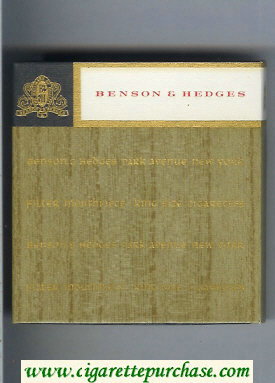 BENSON & HEDGES
BENSON & HEDGES PARK AVENUE NEW YORK
FILTER MOUTHPIECE KING SIZE CIGARETTES
BENSON & HEDGES PARK AVENUE NEW YORK
FILTER
www.cigarettepurchase.com